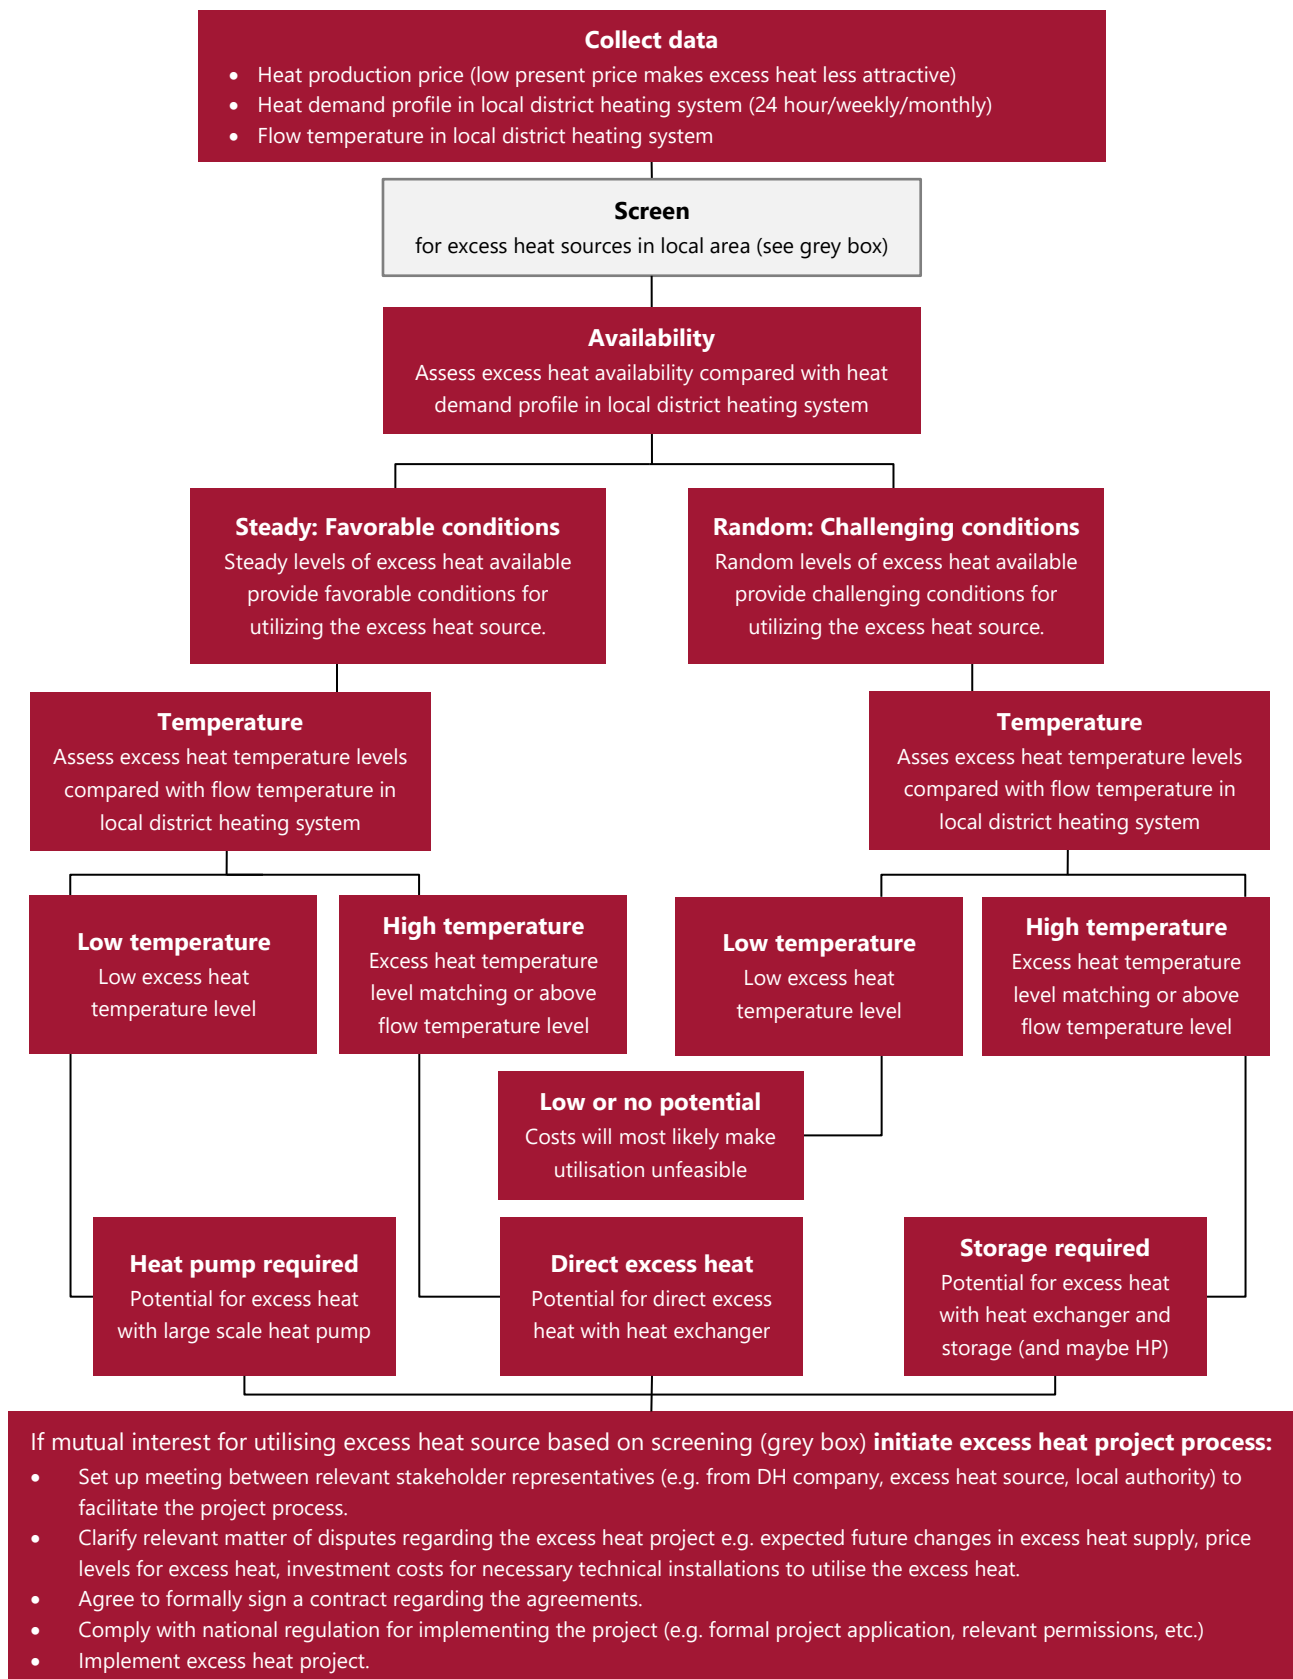 Collect data
• Heat production price (low present price makes excess heat less attractive)
• Heat demand profile in local district heating system (24 hour/weekly/monthly)
• Flow temperature in local district heating system
Screen
for excess heat sources in local area (see grey box)
Availability
Assess excess heat availability compared with heat
demand profile in local district heating system
Steady: Favorable conditions
Steady levels of excess heat available
provide favorable conditions for
utilizing the excess heat source.
Random: Challenging conditions
Random levels of excess heat available
provide challenging conditions for
utilizing the excess heat source.
Temperature
Assess excess heat temperature levels
compared with flow temperature in
local district heating system
Temperature
Asses excess heat temperature levels
compared with flow temperature in
local district heating system
Low temperature
Low excess heat
temperature level
High temperature
Excess heat temperature
level matching or above
flow temperature level
Low temperature
Low excess heat
temperature level
High temperature
Excess heat temperature
level matching or above
flow temperature level
Low or no potential
Costs will most likely make
utilisation unfeasible
Heat pump required
Potential for excess heat
with large scale heat pump
Direct excess heat
Potential for direct excess
heat with heat exchanger
Storage required
Potential for excess heat
with heat exchanger and
storage (and maybe HP)
If mutual interest for utilising excess heat source based on screening (grey box) initiate excess heat project process:
• Set up meeting between relevant stakeholder representatives (e.g. from DH company, excess heat source, local authority) to
facilitate the project process.
• Clarify relevant matter of disputes regarding the excess heat project e.g. expected future changes in excess heat supply, price
levels for excess heat, investment costs for necessary technical installations to utilise the excess heat.
• Agree to formally sign a contract regarding the agreements.
• Comply with national regulation for implementing the project (e.g. formal project application, relevant permissions, etc.)
• Implement excess heat project.